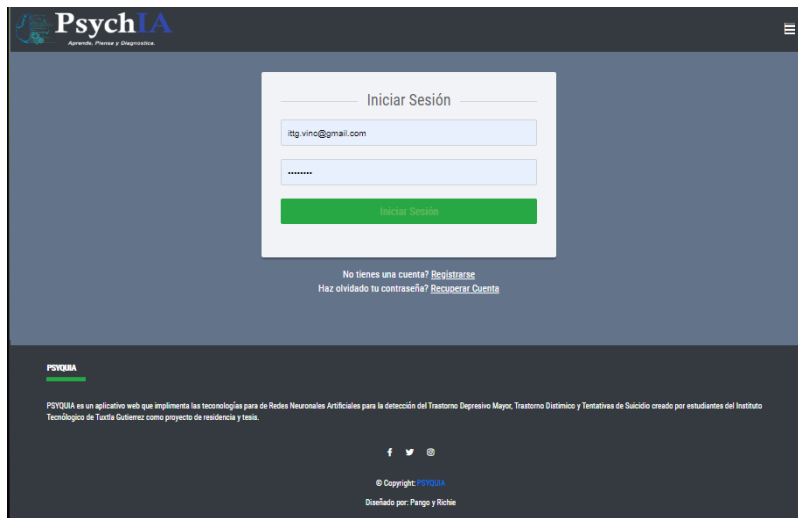 PsychIA
Aprende, Piensa y Diagnostica.
Iniciar Sesión
ittg.vinc@gmail.com
••••••••
Iniciar Sesión
No tienes una cuenta? Registrarse
Haz olvidado tu contraseña? Recuperar Cuenta
PSYQUIA
PSYQUIA es un aplicativo web que implimenta las teconologías para de Redes Neuronales Artificiales para la detección del Trastorno Depresivo Mayor, Trastorno Distimico y Tentativas de Suicidio creado por estudiantes del Instituto
Tecnólogico de Tuxtla Gutierrez como proyecto de residencia y tesis.
© Copyright: PSYQUIA
Diseñado por: Pango y Richie